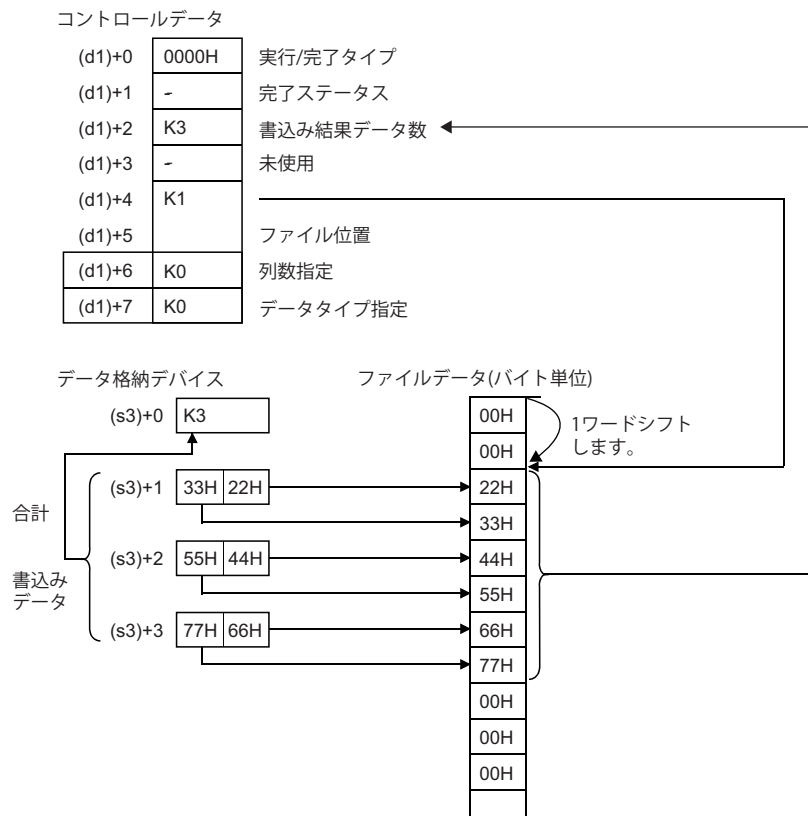 コントロールデータ
(d1)+0 0000H 実行/完了タイプ
(d1)+1 - 完了ステータス
(d1)+2 K3 書込み結果データ数
(d1)+3 - 未使用
(d1)+4 K1
(d1)+5 ファイル位置
(d1)+6 K0 列数指定
(d1)+7 K0 データタイプ指定
データ格納デバイス ファイルデータ(バイト単位)
(s3)+0 K3 00H
1ワードシフト
します。
00H
(s3)+1 33H 22H 22H
合計
33H
(s3)+2 55H 44H 44H
書込み
データ
55H
(s3)+3 77H 66H 66H
77H
00H
00H
00H